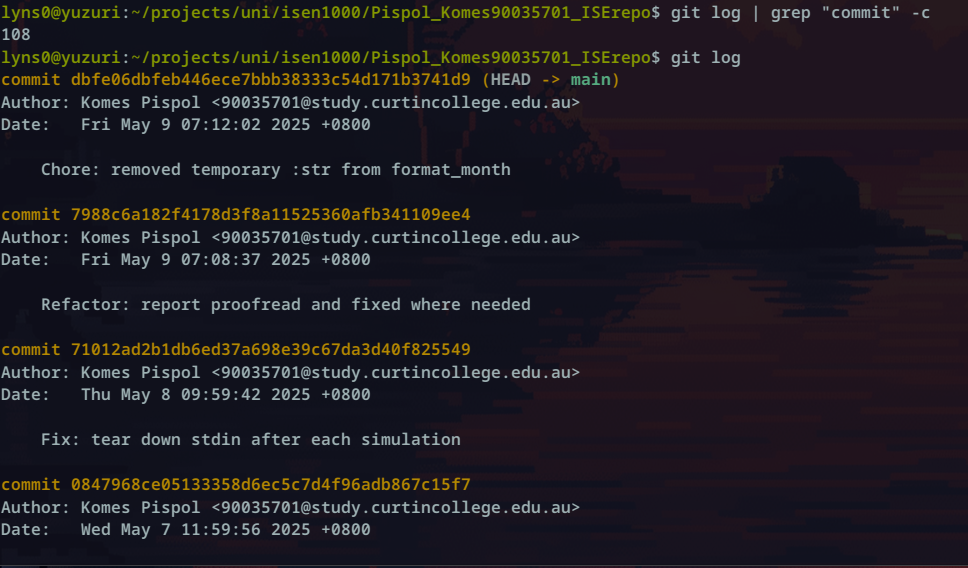 lyns0@yuzuri:~/projects/uni/isen1000/Pispol_Komes90035701_ISErepo$ git log | grep "commit" -c
108
lyns0@yuzuri:~/projects/uni/isen1000/Pispol_Komes90035701_ISErepo$ git log
commit dbfe06dbfeb446ece7bbb38333c54d171b3741d9 (HEAD -> main)
Author: Komes Pispol <90035701@study.curtincollege.edu.au>
Date:   Fri May 9 07:12:02 2025 +0800
    Chore: removed temporary :str from format_month
commit 7988c6a182f4178d3f8a11525360afb341109ee4
Author: Komes Pispol <90035701@study.curtincollege.edu.au>
Date:   Fri May 9 07:08:37 2025 +0800
    Refactor: report proofread and fixed where needed
commit 71012ad2b1db6ed37a698e39c67da3d40f825549
Author: Komes Pispol <90035701@study.curtincollege.edu.au>
Date:   Thu May 8 09:59:42 2025 +0800
    Fix: tear down stdin after each simulation
commit 0847968ce05133358d6ec5c7d4f96adb867c15f7
Author: Komes Pispol <90035701@study.curtincollege.edu.au>
Date:   Wed May 7 11:59:56 2025 +0800